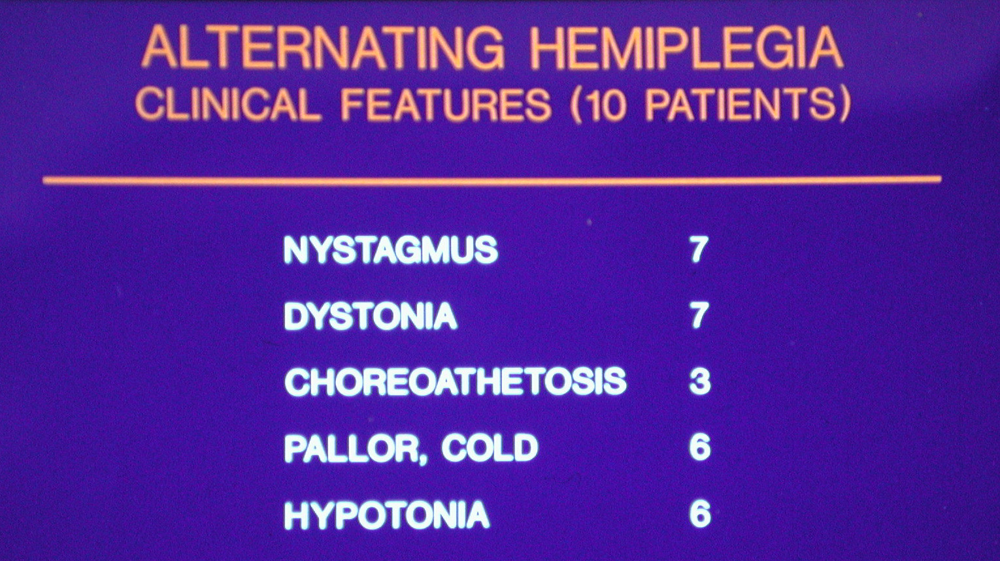 ALTERNATING HEMIPLEGIA
CLINICAL FEATURES (10 PATIENTS)
NYSTAGMUS 7
DYSTONIA 7
CHOREOATHETOSIS 3
PALLOR, COLD 6
HYPOTONIA 6